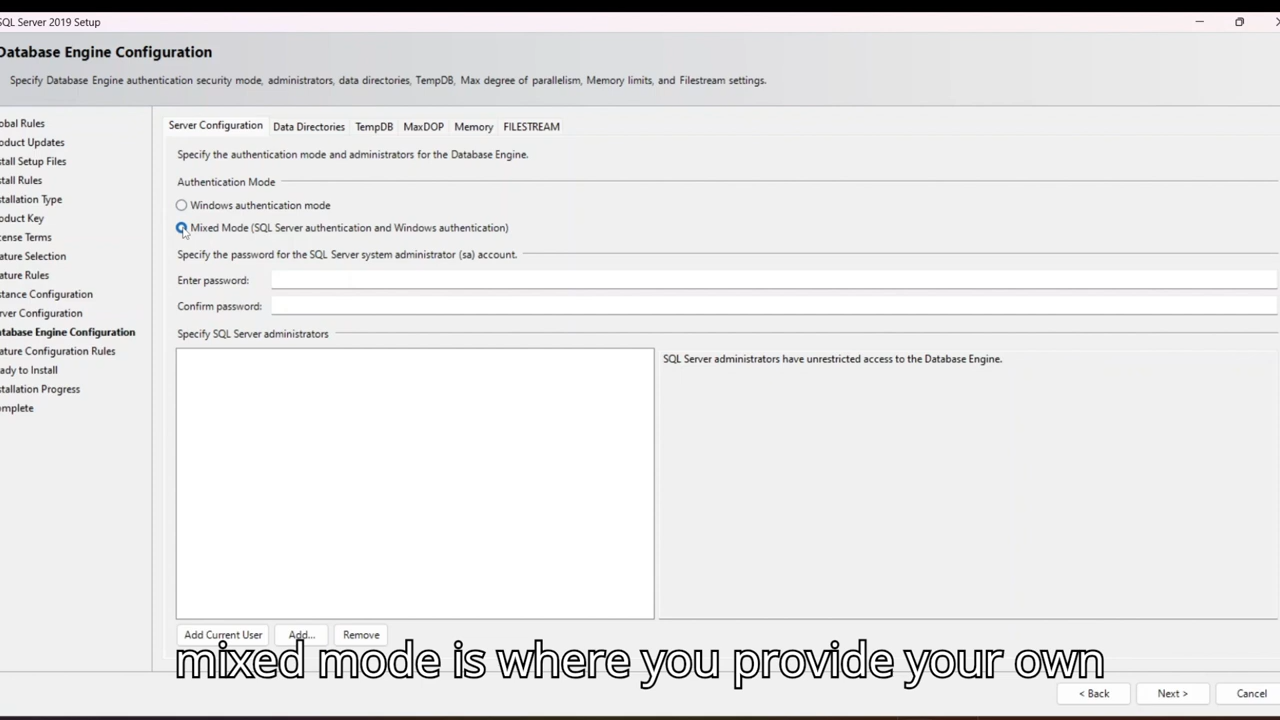 SQL Server 2019 Setup
Database Engine Configuration
Specify Database Engine authentication security mode, administrators, data directories, TempDB, Max degree of parallelism, Memory limits, and Filestream settings.
obal Rules
oduct Updates
stall Setup Files
stall Rules
stallation Type
oduct Key
ense Terms
ature Selection
ature Rules
stance Configuration
rver Configuration
atabase Engine Configuration
ature Configuration Rules
ady to Install
stallation Progress
mplete
Server Configuration Data Directories TempDB MaxDOP Memory FILESTREAM
Specify the authentication mode and administrators for the Database Engine.
Authentication Mode
Windows authentication mode
Mixed Mode (SQL Server authentication and Windows authentication)
Specify the password for the SQL Server system administrator (sa) account.
Enter password:
Confirm password:
Specify SQL Server administrators
SQL Server administrators have unrestricted access to the Database Engine.
Add Current User Add... Remove
mixed mode is where you provide your own
< Back Next > Cancel